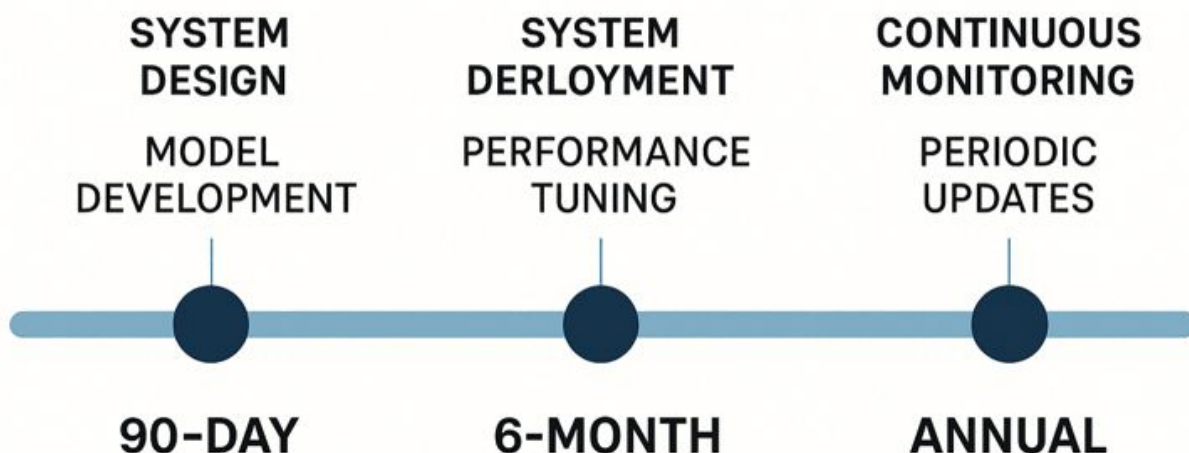 SYSTEM
DESIGN
MODEL
DEVELOPMENT
90-DAY
SYSTEM
DERLOYMENT
PERFORMANCE
TUNING
6-MONTH
CONTINUOUS
MONITORING
PERIODIC
UPDATES
ANNUAL